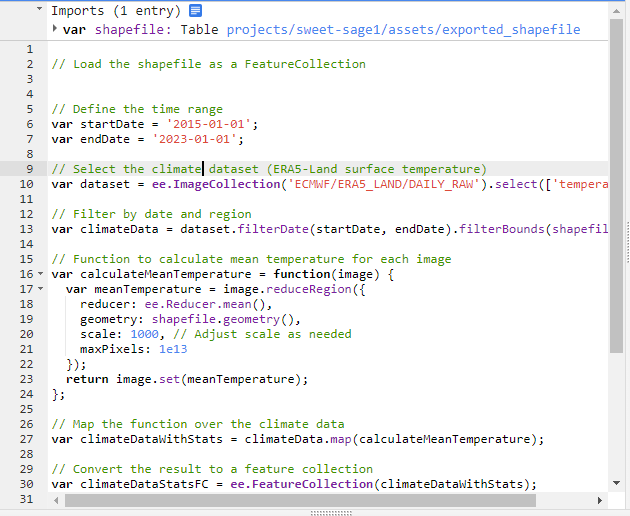 Imports (1 entry)
var shapefile: Table projects/sweet-sage1/assets/exported_shapefile
1
2 // Load the shapefile as a FeatureCollection
3
4
5 // Define the time range
6 var startDate = '2015-01-01';
7 var endDate = '2023-01-01';
8
9 // Select the climate dataset (ERA5-Land surface temperature)
10 var dataset = ee.ImageCollection('ECMWF/ERA5_LAND/DAILY_RAW').select(['tempera
11
12 // Filter by date and region
13 var climateData = dataset.filterDate(startDate, endDate).filterBounds(shapefil
14
15 // Function to calculate mean temperature for each image
16 var calculateMeanTemperature = function(image) {
17 var meanTemperature = image.reduceRegion({
18 reducer: ee.Reducer.mean(),
19 geometry: shapefile.geometry(),
20 scale: 1000, // Adjust scale as needed
21 maxPixels: 1e13
22 });
23 return image.set(meanTemperature);
24 };
25
26 // Map the function over the climate data
27 var climateDataWithStats = climateData.map(calculateMeanTemperature);
28
29 // Convert the result to a feature collection
30 var climateDataStatsFC = ee.FeatureCollection(climateDataWithStats);
31